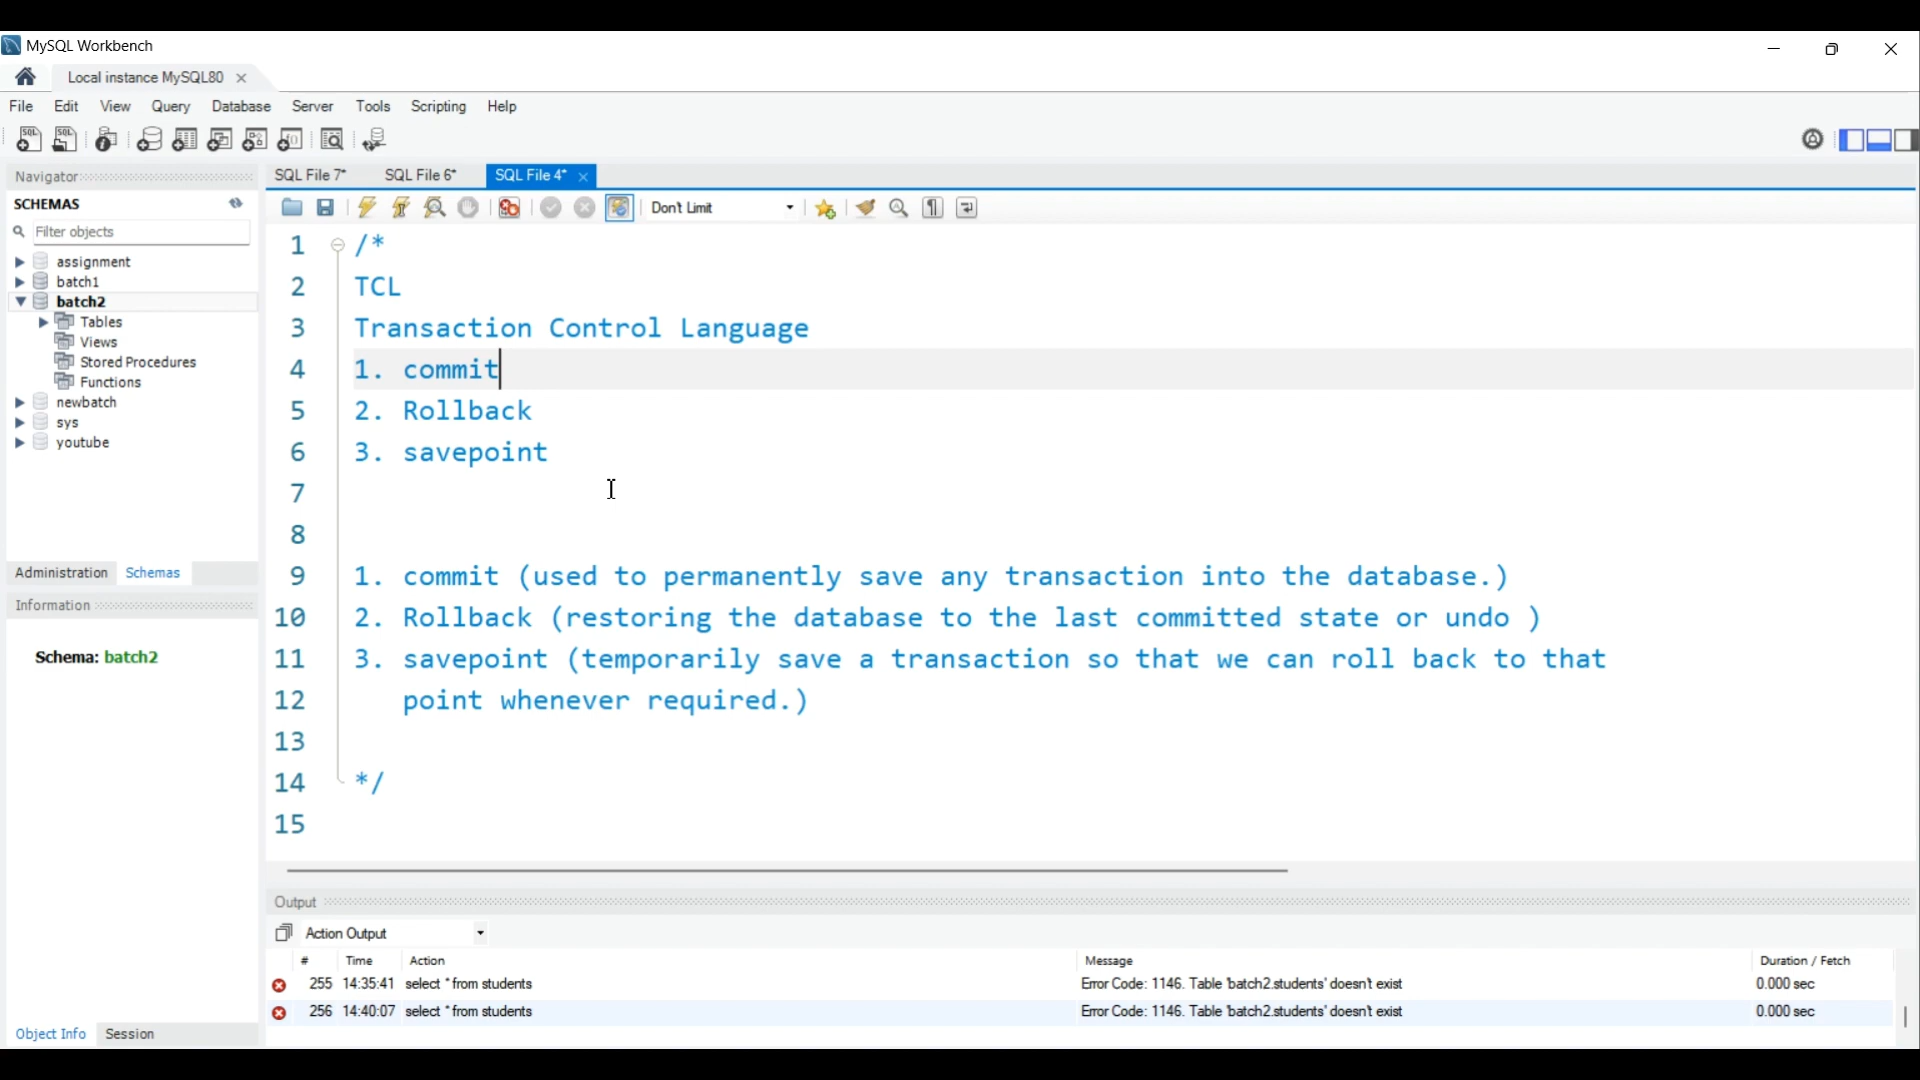 MySQL Workbench
Local instance MySQL80
File Edit View Query Database Server Tools Scripting Help
Navigator
SCHEMAS
Filter objects
assignment
batch1
batch2
Tables
Views
Stored Procedures
Functions
newbatch
sys
youtube
Administration Schemas
Information
Schema: batch2
Object Info Session
SQL File 7* SQL File 6* SQL File 4*
Don't Limit
1 /*
2 TCL
3 Transaction Control Language
4 1. commit
5 2. Rollback
6 3. savepoint
7
8
9 1. commit (used to permanently save any transaction into the database.)
10 2. Rollback (restoring the database to the last committed state or undo )
11 3. savepoint (temporarily save a transaction so that we can roll back to that
12 point whenever required.)
13
14 */
15
Output
Action Output
# Time Action Message Duration / Fetch
255 14:35:41 select * from students Error Code: 1146. Table 'batch2.students' doesn't exist 0.000 sec
256 14:40:07 select * from students Error Code: 1146. Table 'batch2.students' doesn't exist 0.000 sec